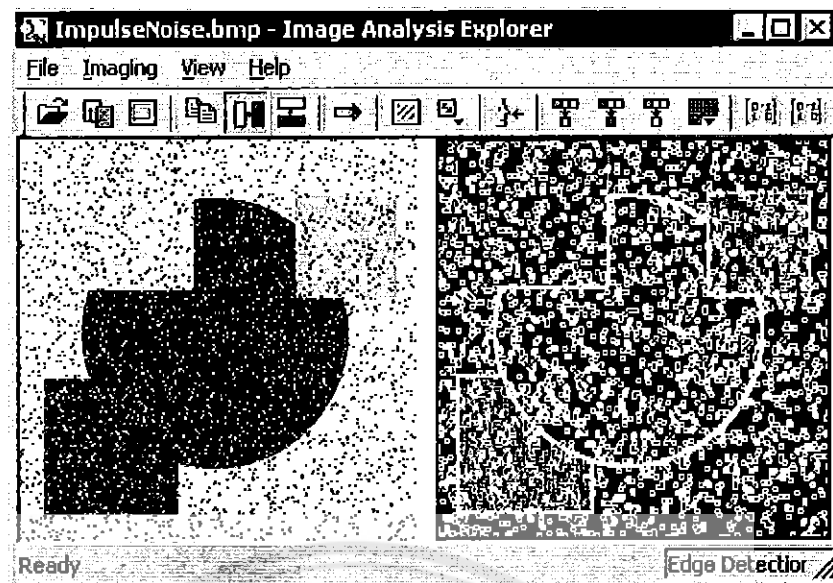 ImpulseNoise.bmp - Image Analysis Explorer
File Imaging View Help
Ready Edge Detection